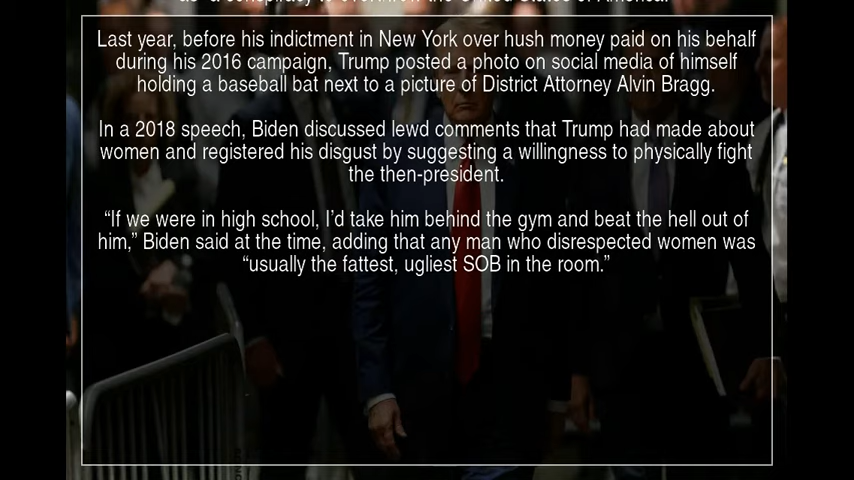 Last year, before his indictment in New York over hush money paid on his behalf
during his 2016 campaign, Trump posted a photo on social media of himself
holding a baseball bat next to a picture of District Attorney Alvin Bragg.
In a 2018 speech, Biden discussed lewd comments that Trump had made about
women and registered his disgust by suggesting a willingness to physically fight
the then-president.
“If we were in high school, I’d take him behind the gym and beat the hell out of
him,” Biden said at the time, adding that any man who disrespected women was
“usually the fattest, ugliest SOB in the room.”